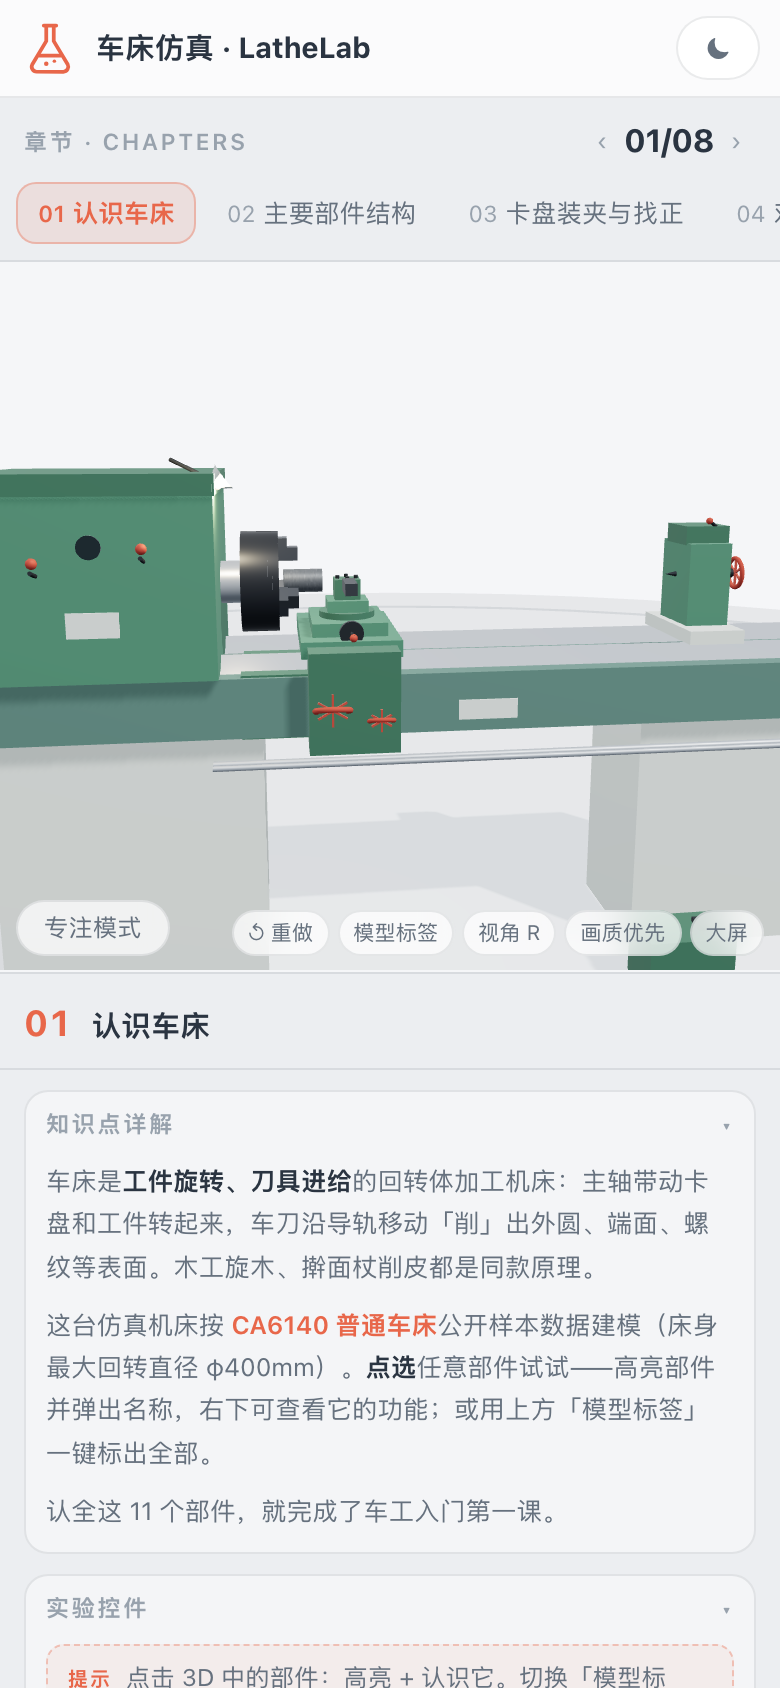 车床仿真 · LatheLab
章节 · CHAPTERS
‹ 01/08 ›
01 认识车床
02 主要部件结构
03 卡盘装夹与找正
04
专注模式
重做
模型标签
视角 R
画质优先
大屏
01 认识车床
知识点详解
车床是工件旋转、刀具进给的回转体加工机床：主轴带动卡
盘和工件转起来，车刀沿导轨移动「削」出外圆、端面、螺
纹等表面。木工旋木、擀面杖削皮都是同款原理。
这台仿真机床按 CA6140 普通车床公开样本数据建模（床身
最大回转直径 φ400mm）。点选任意部件试试——高亮部件
并弹出名称，右下可查看它的功能；或用上方「模型标签」
一键标出全部。
认全这 11 个部件，就完成了车工入门第一课。
实验控件
提示 点击 3D 中的部件：高亮 + 认识它。切换「模型标